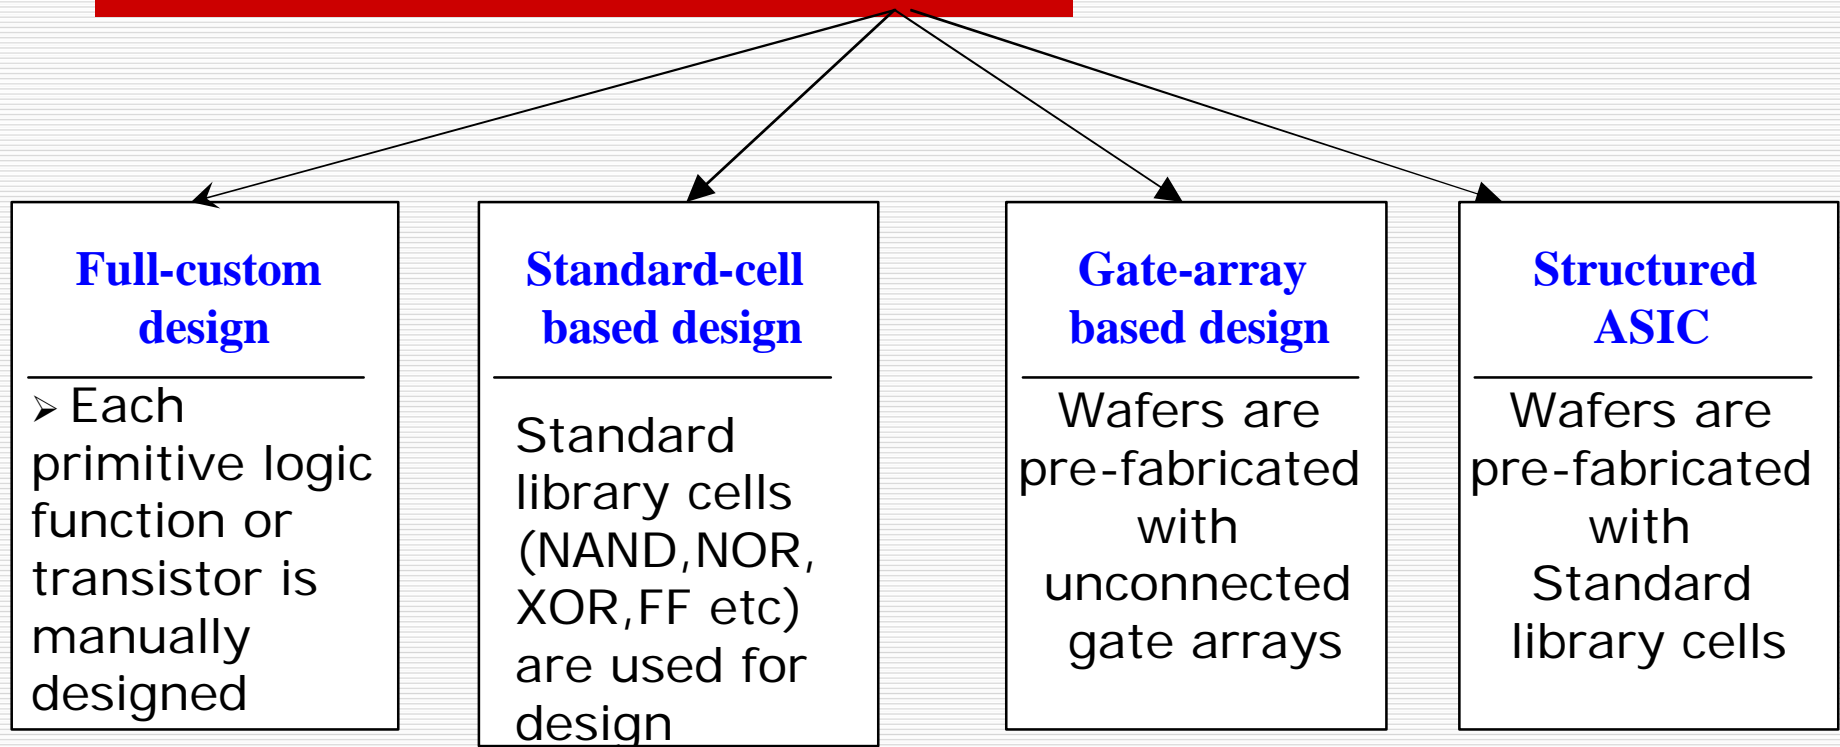 Full-custom
design
➢ Each
primitive logic
function or
transistor is
manually
designed
Standard-cell
based design
Standard
library cells
(NAND,NOR,
XOR,FF etc)
are used for
design
Gate-array
based design
Wafers are
pre-fabricated
with
unconnected
gate arrays
Structured
ASIC
Wafers are
pre-fabricated
with
Standard
library cells